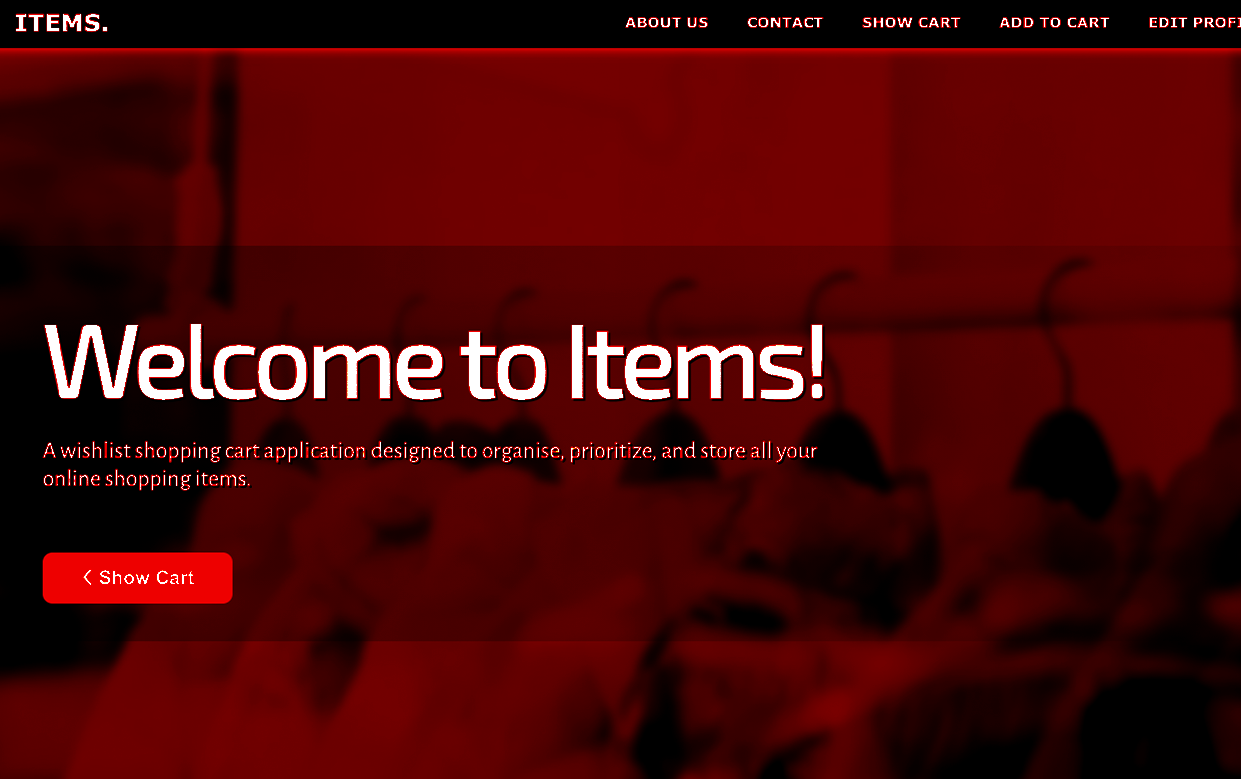 ITEMS.
ABOUT US CONTACT SHOW CART ADD TO CART EDIT PROFI
Welcome to Items!
A wishlist shopping cart application designed to organise, prioritize, and store all your
online shopping items.
< Show Cart